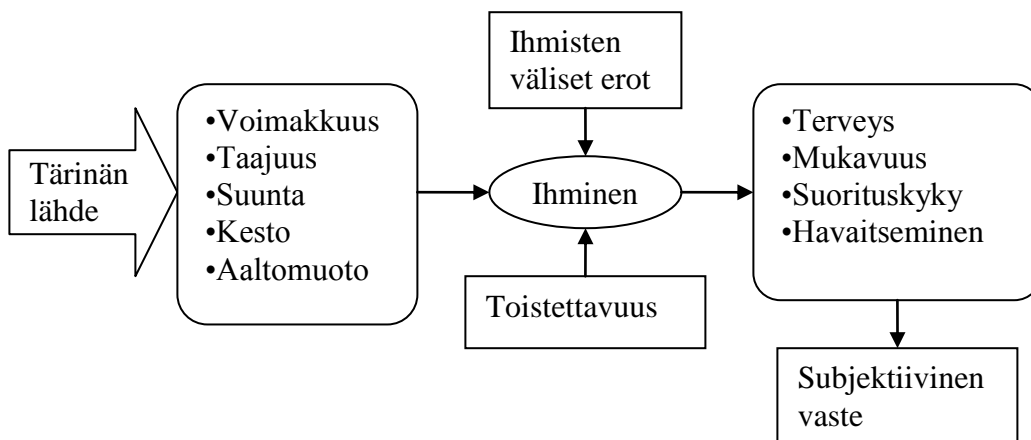 Tärinän
lähde
•Voimakkuus
•Taajuus
•Suunta
•Kesto
•Aaltomuoto
Ihmisten
väliset erot
Ihminen
Toistettavuus
•Terveys
•Mukavuus
•Suorituskyky
•Havaitseminen
Subjektiivinen
vaste